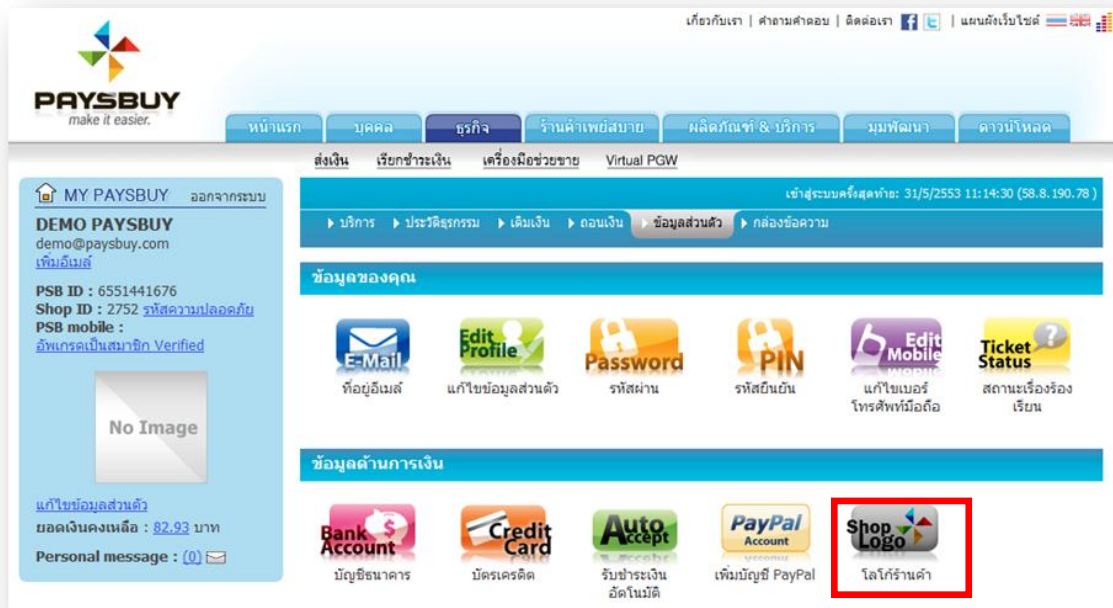 เกี่ยวกับเรา | คำถามคำตอบ | ติดต่อเรา | แผนผังเว็บไซต์
PAYSBUY
make it easier.
หน้าแรก บุคคล ธุรกิจ ร้านค้าเพย์สบาย ผลิตภัณฑ์ & บริการ มุมพัฒนา ดาวน์โหลด
ส่งเงิน เรียกชำระเงิน เครื่องมือช่วยขาย Virtual PGW
MY PAYSBUY ออกจากระบบ
DEMO PAYSBUY
demo@paysbuy.com
เพิ่มอีเมล์
PSB ID : 6551441676
Shop ID : 2752 รหัสความปลอดภัย
PSB mobile :
อัพเกรดเป็นสมาชิก Verified
No Image
แก้ไขข้อมูลส่วนตัว
ยอดเงินคงเหลือ : 82.93 บาท
Personal message : (0)
เข้าสู่ระบบครั้งสุดท้าย: 31/5/2553 11:14:30 (58.8.190.78 )
บริการ ประวัติธุรกรรม เติมเงิน ถอนเงิน ข้อมูลส่วนตัว กล่องข้อความ
ข้อมูลของคุณ
E-Mail
ที่อยู่อีเมล์
Edit Profile
แก้ไขข้อมูลส่วนตัว
Password
รหัสผ่าน
PIN
รหัสยืนยัน
Edit Mobile
แก้ไขเบอร์
โทรศัพท์มือถือ
Ticket Status
สถานะเรื่องร้อง
เรียน
ข้อมูลด้านการเงิน
Bank Account
บัญชีธนาคาร
Credit Card
บัตรเครดิต
Auto Accept
รับชำระเงิน
อัตโนมัติ
PayPal Account
เพิ่มบัญชี PayPal
Shop Logo
โลโก้ร้านค้า